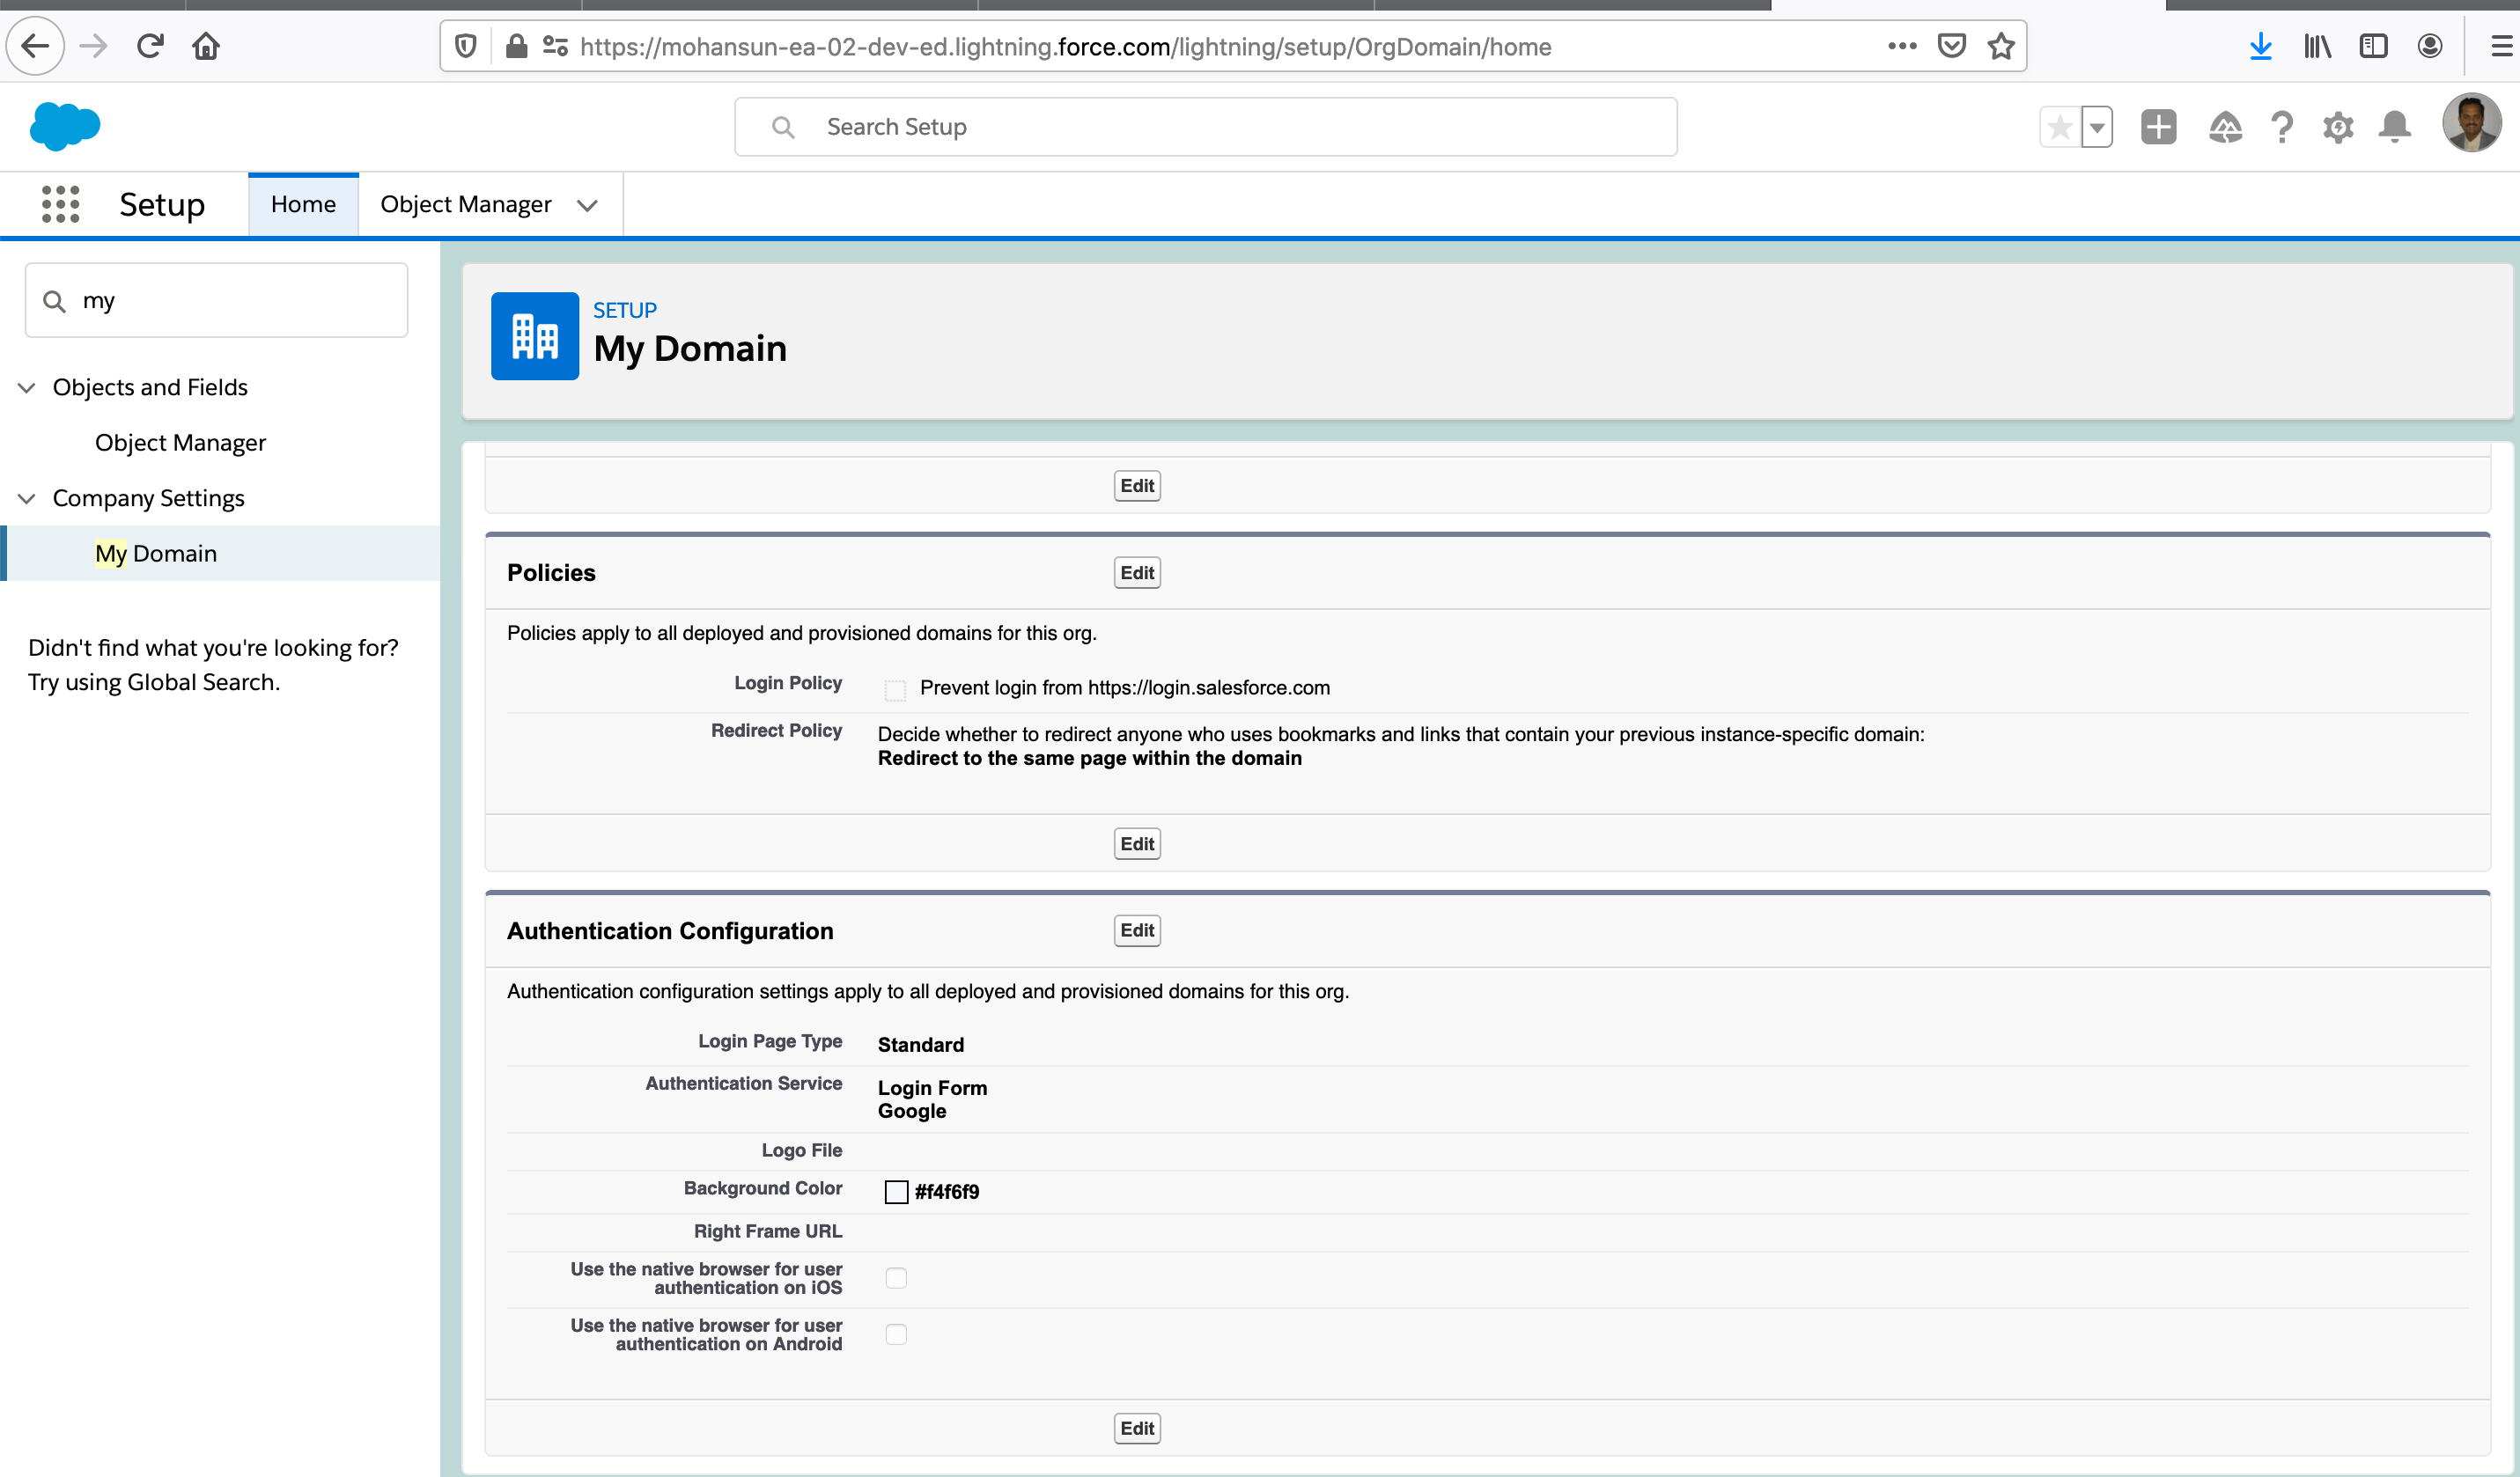 https://mohansun-ea-02-dev-ed.lightning.force.com/lightning/setup/OrgDomain/home
Search Setup
Setup
Home
Object Manager
my
Objects and Fields
Object Manager
Company Settings
My Domain
Didn't find what you're looking for?
Try using Global Search.
SETUP
My Domain
Edit
Policies
Edit
Policies apply to all deployed and provisioned domains for this org.
Login Policy
Prevent login from https://login.salesforce.com
Redirect Policy
Decide whether to redirect anyone who uses bookmarks and links that contain your previous instance-specific domain:
Redirect to the same page within the domain
Edit
Authentication Configuration
Edit
Authentication configuration settings apply to all deployed and provisioned domains for this org.
Login Page Type
Standard
Authentication Service
Login Form
Google
Logo File
Background Color
#f4f6f9
Right Frame URL
Use the native browser for user
authentication on iOS
Use the native browser for user
authentication on Android
Edit